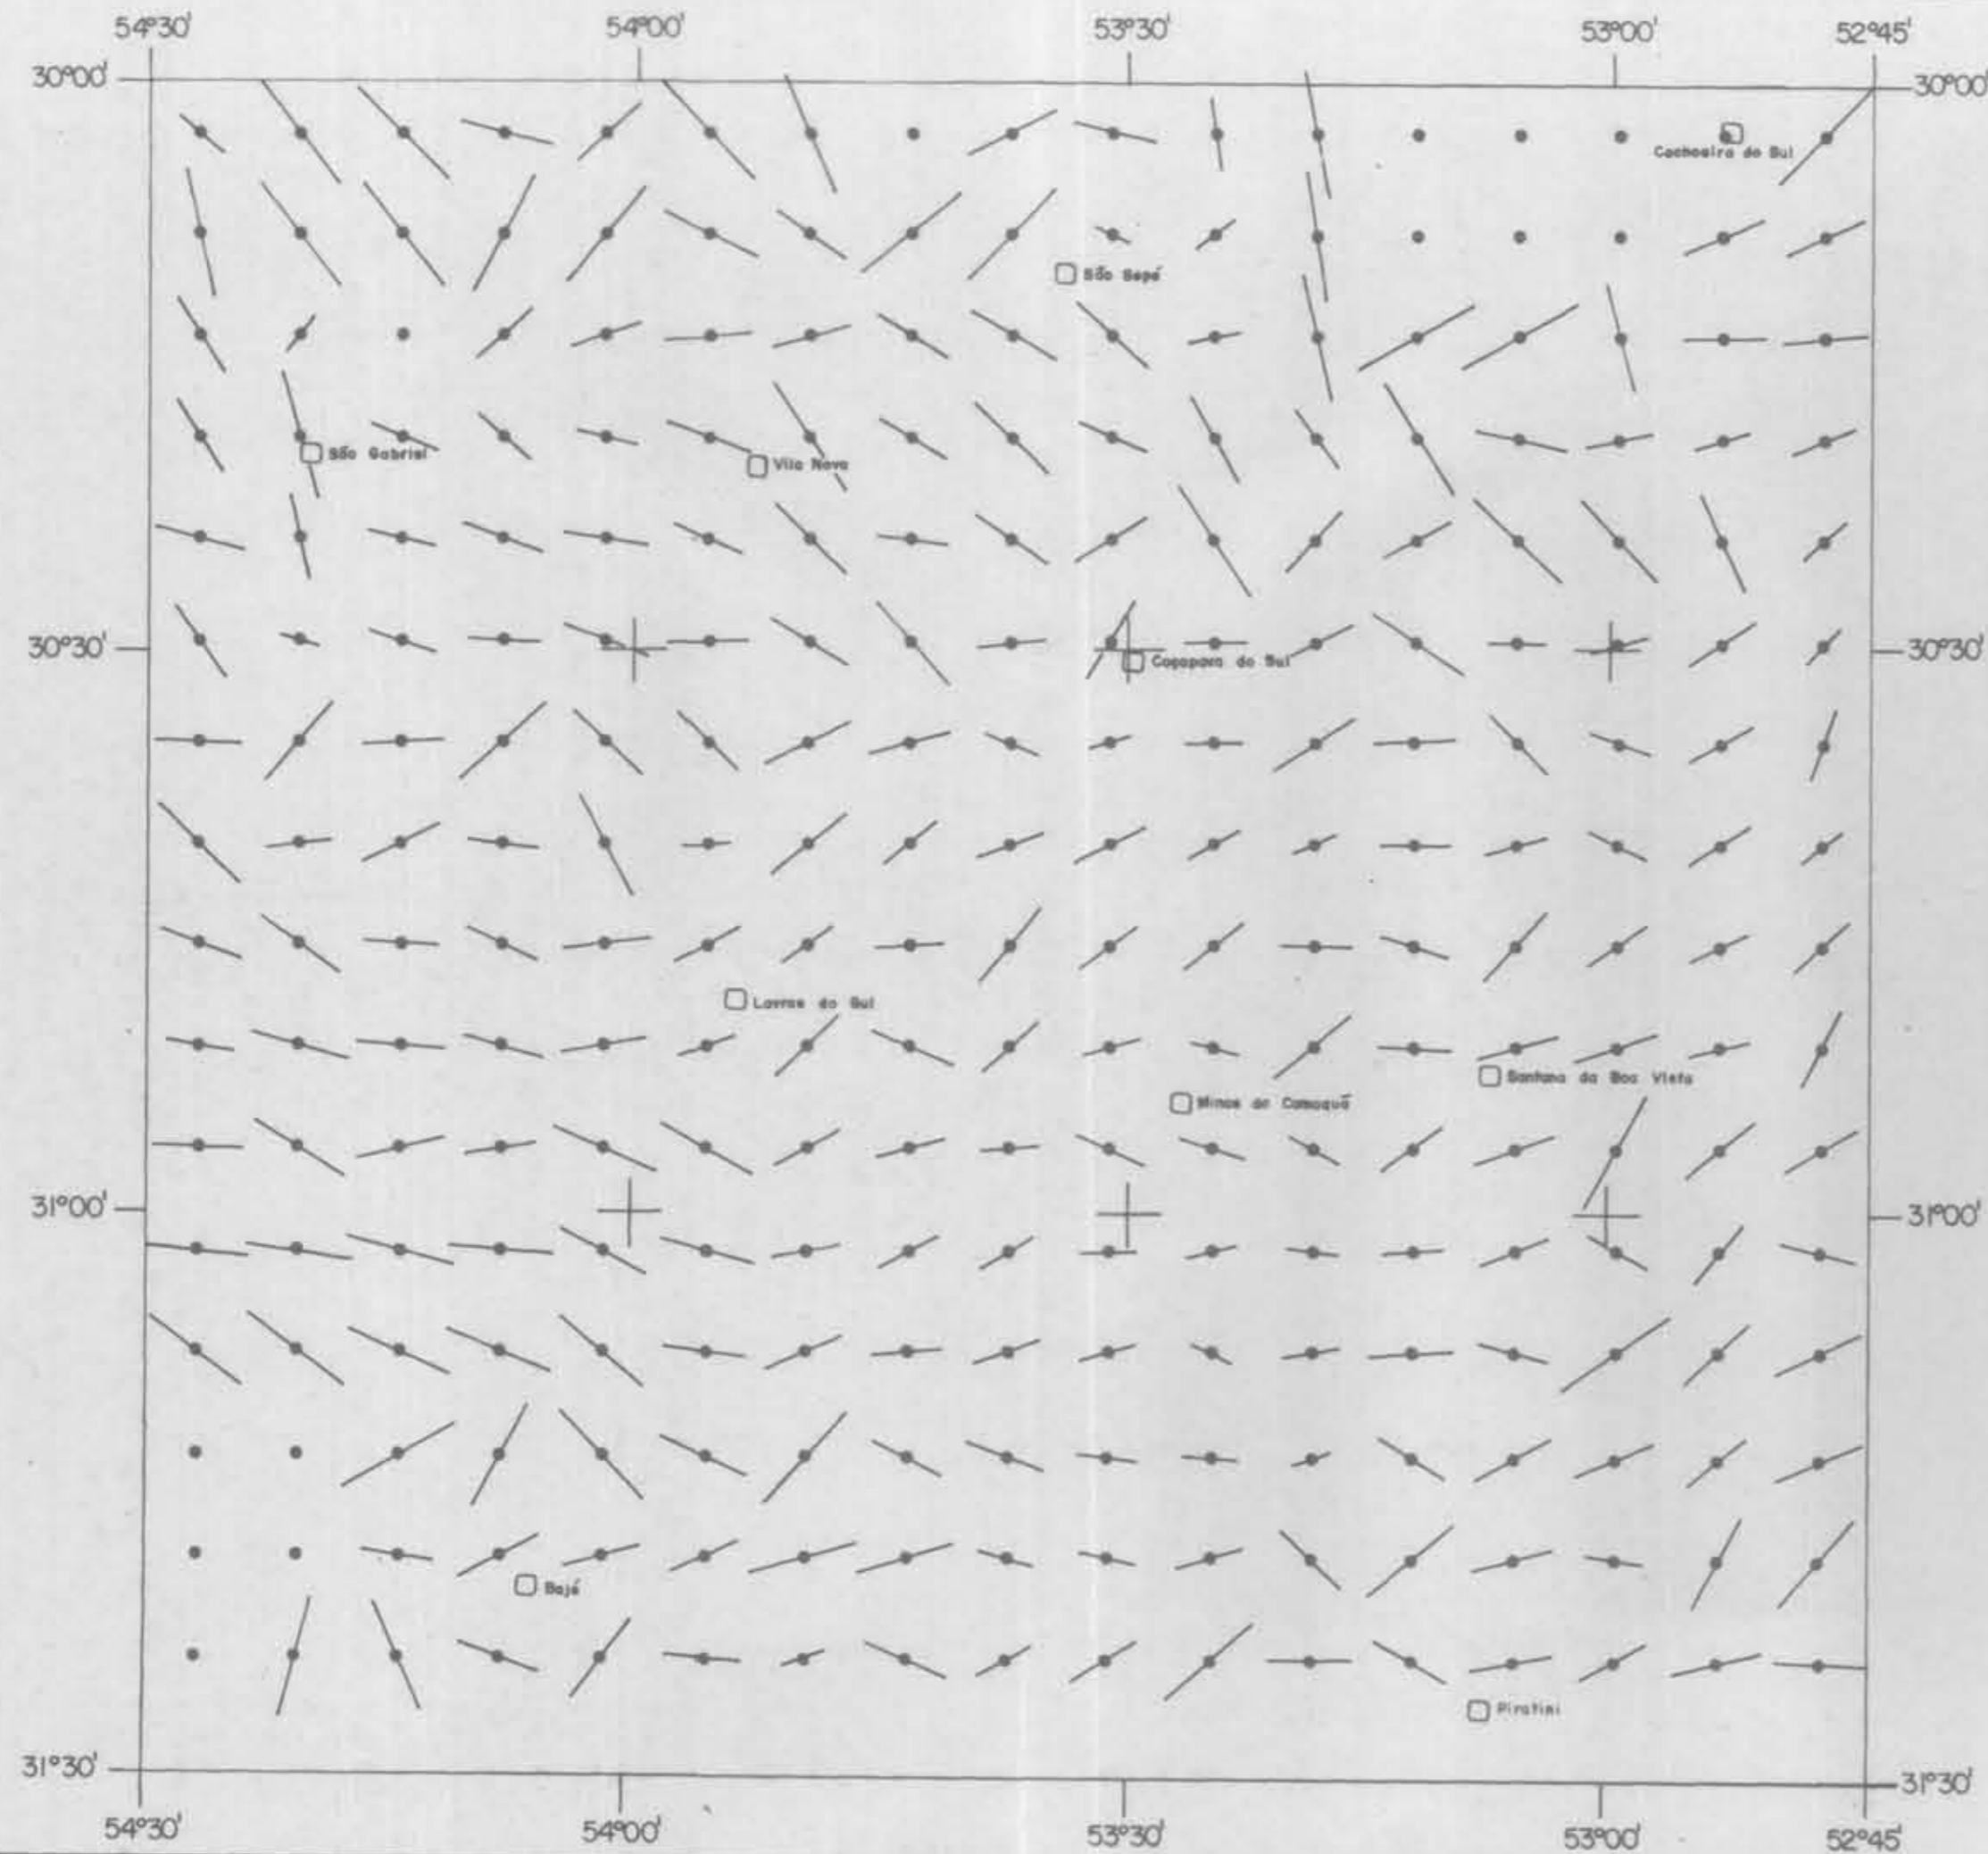 54°30' 54°00' 53°30' 53°00' 52°45'
30°00' 30°00'
Cachoeira do Sul
São Sepé
São Gabriel
Vila Nova
30°30' 30°30'
Caçapava do Sul
Lavras do Sul
Santana da Boa Vista
Minas do Camaquã
31°00' 31°00'
Bajé
Piratini
31°30' 31°30'
54°30' 54°00' 53°30' 53°00' 52°45'